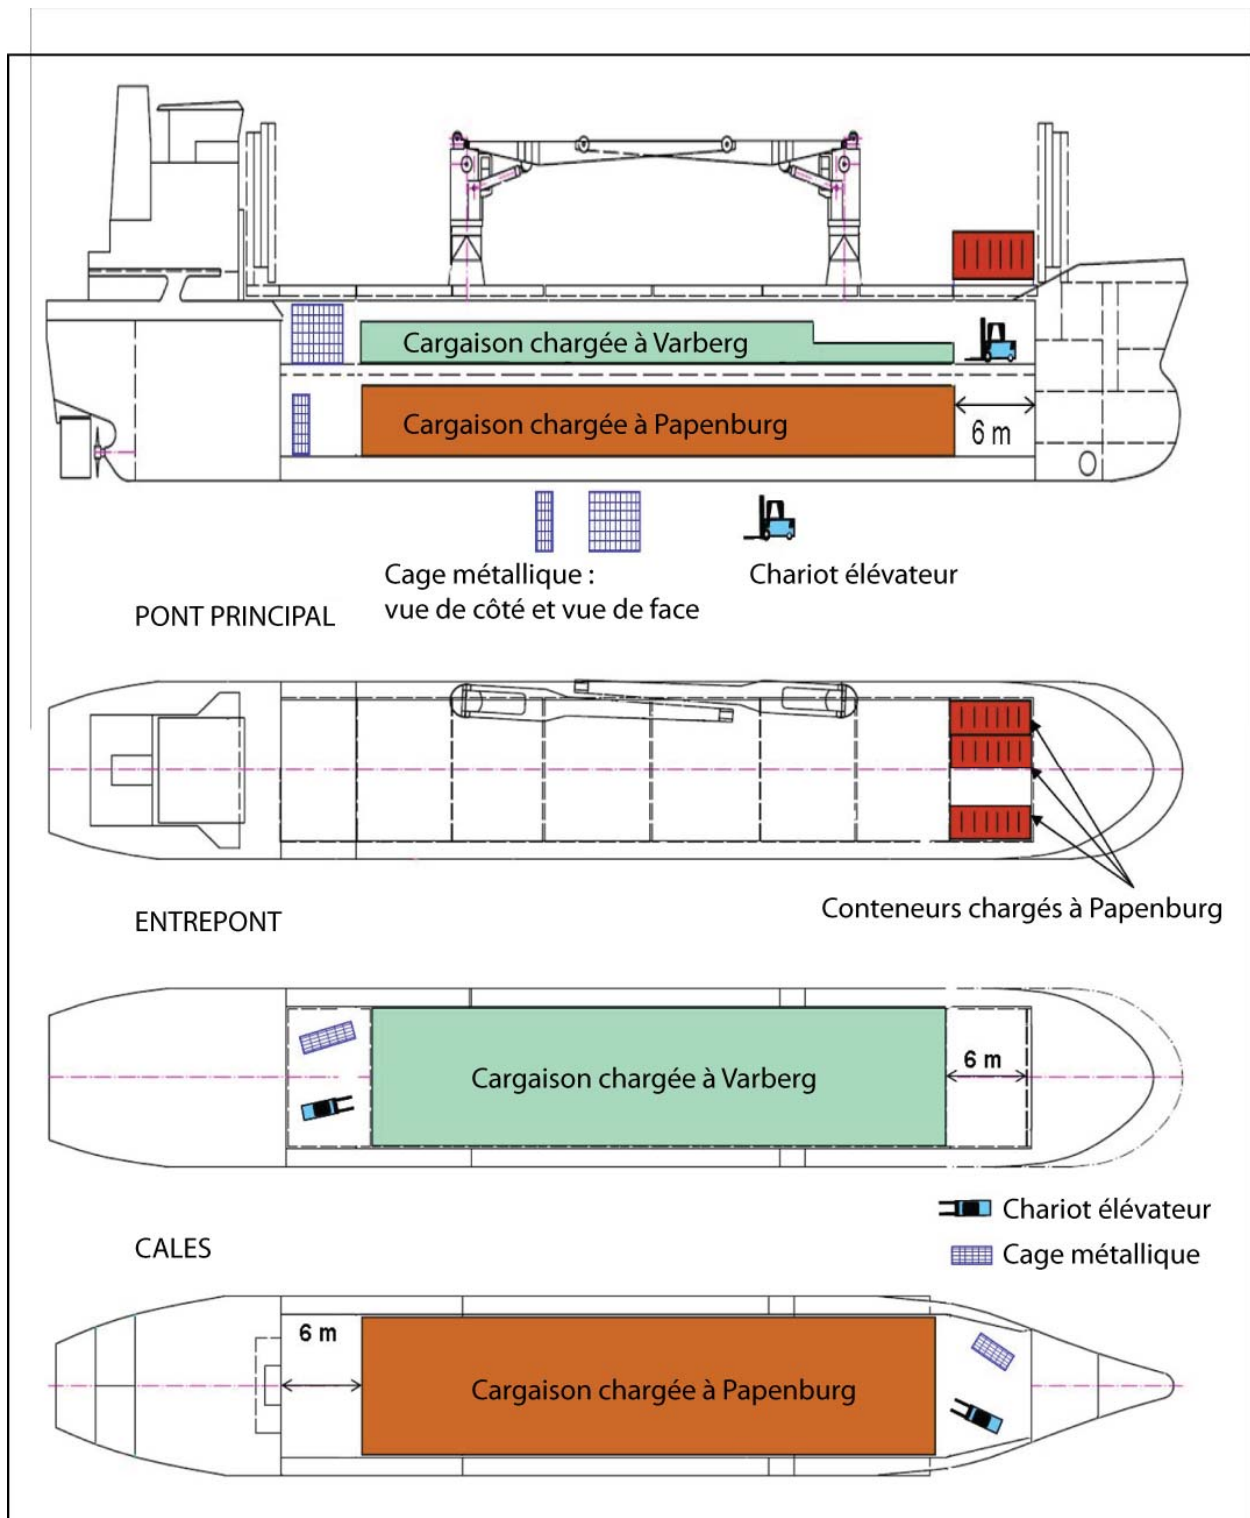 Cargaison chargée à Varberg
Cargaison chargée à Papenburg
6 m
Cage métallique :
vue de côté et vue de face
Chariot élévateur
PONT PRINCIPAL
Conteneurs chargés à Papenburg
ENTREPONT
Cargaison chargée à Varberg
6 m
Chariot élévateur
Cage métallique
CALES
6 m
Cargaison chargée à Papenburg